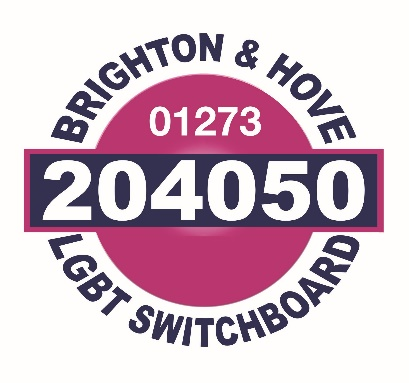 BRIGHTON & HOVE
01273
204050
LGBT SWITCHBOARD